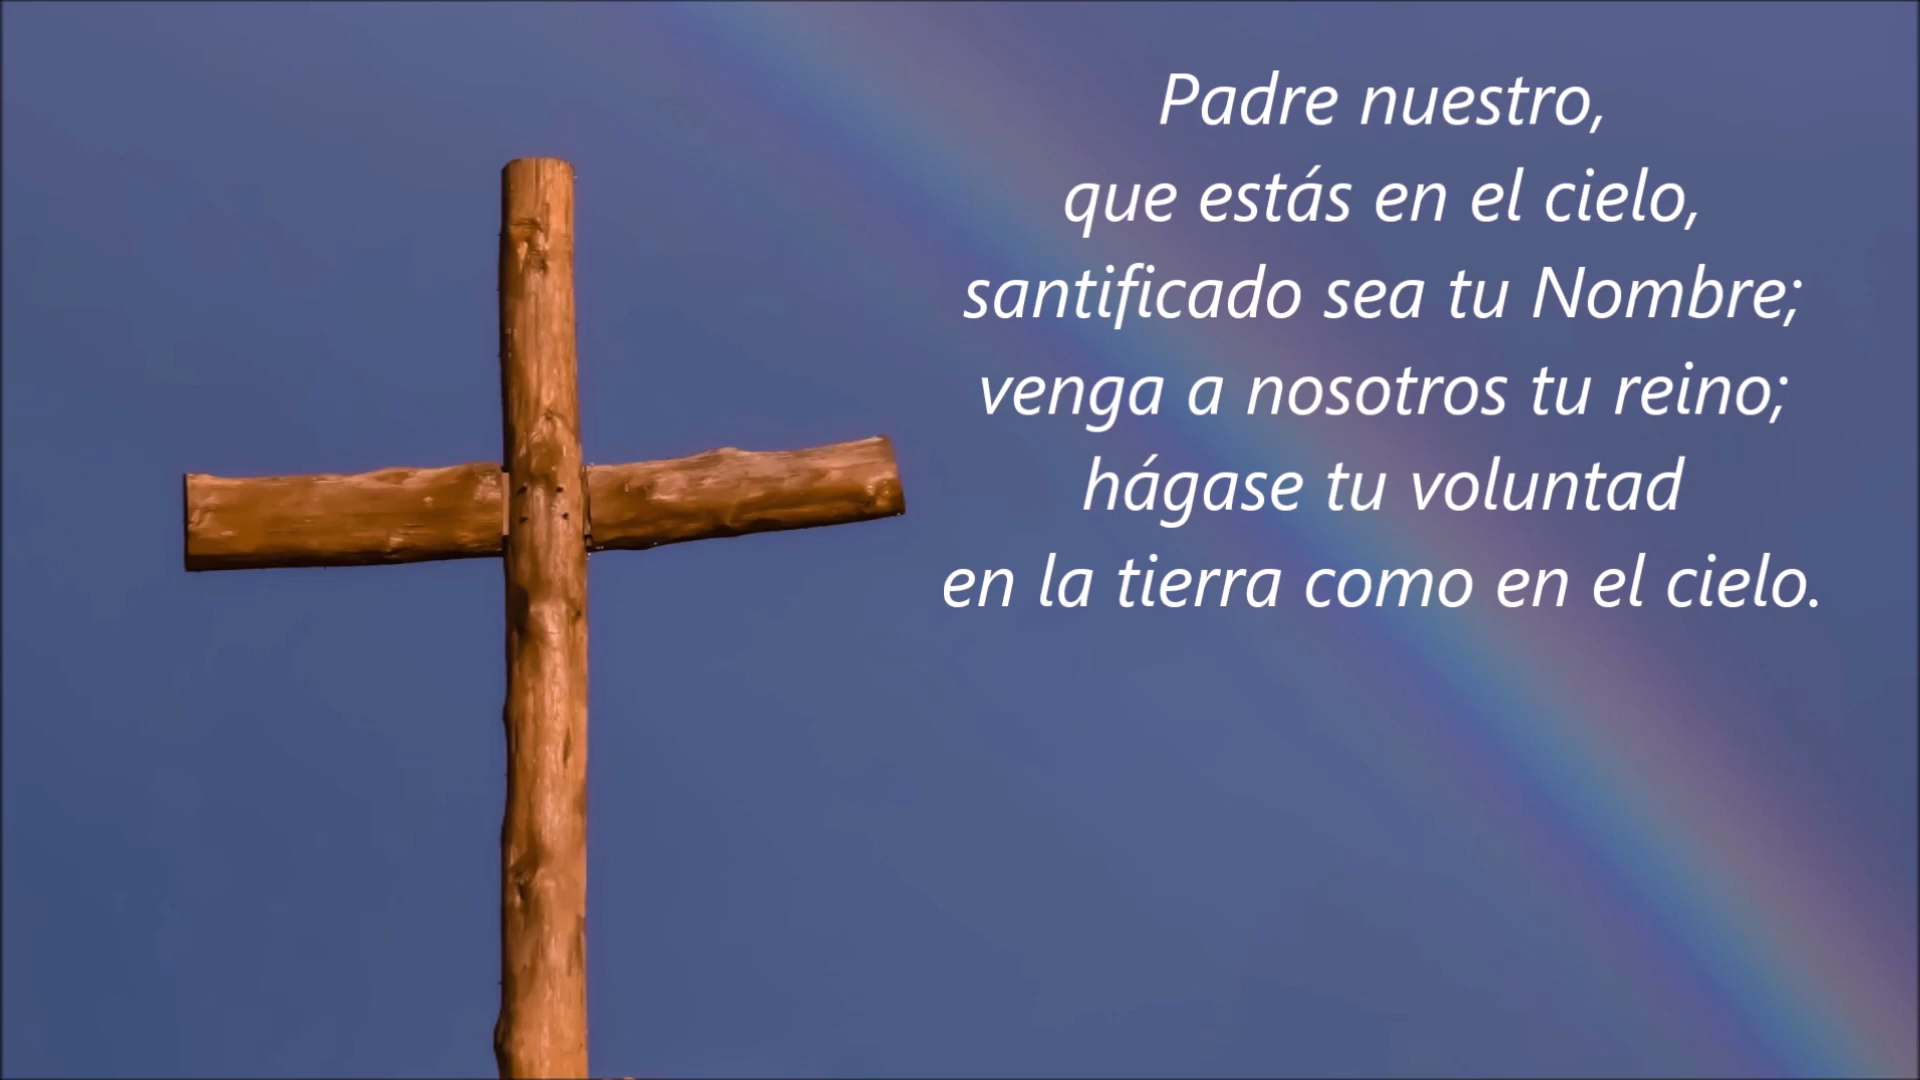 Padre nuestro,
que estás en el cielo,
santificado sea tu Nombre;
venga a nosotros tu reino;
hágase tu voluntad
en la tierra como en el cielo.